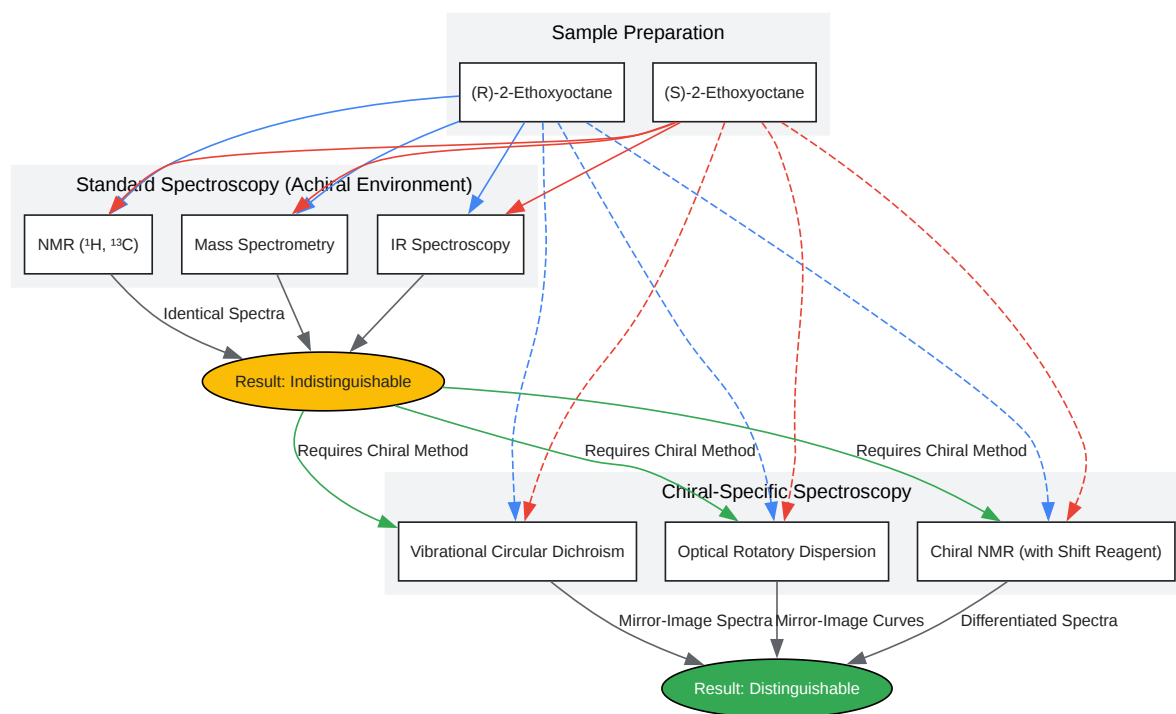 Sample Preparation
(R)-2-Ethoxyoctane
(S)-2-Ethoxyoctane
Standard Spectroscopy (Achiral Environment)
NMR (¹H, ¹³C)
Mass Spectrometry
IR Spectroscopy
Identical Spectra
Result: Indistinguishable
Requires Chiral Method
Requires Chiral Method
Requires Chiral Method
Chiral-Specific Spectroscopy
Vibrational Circular Dichroism
Optical Rotatory Dispersion
Chiral NMR (with Shift Reagent)
Mirror-Image Spectra
Mirror-Image Curves
Differentiated Spectra
Result: Distinguishable